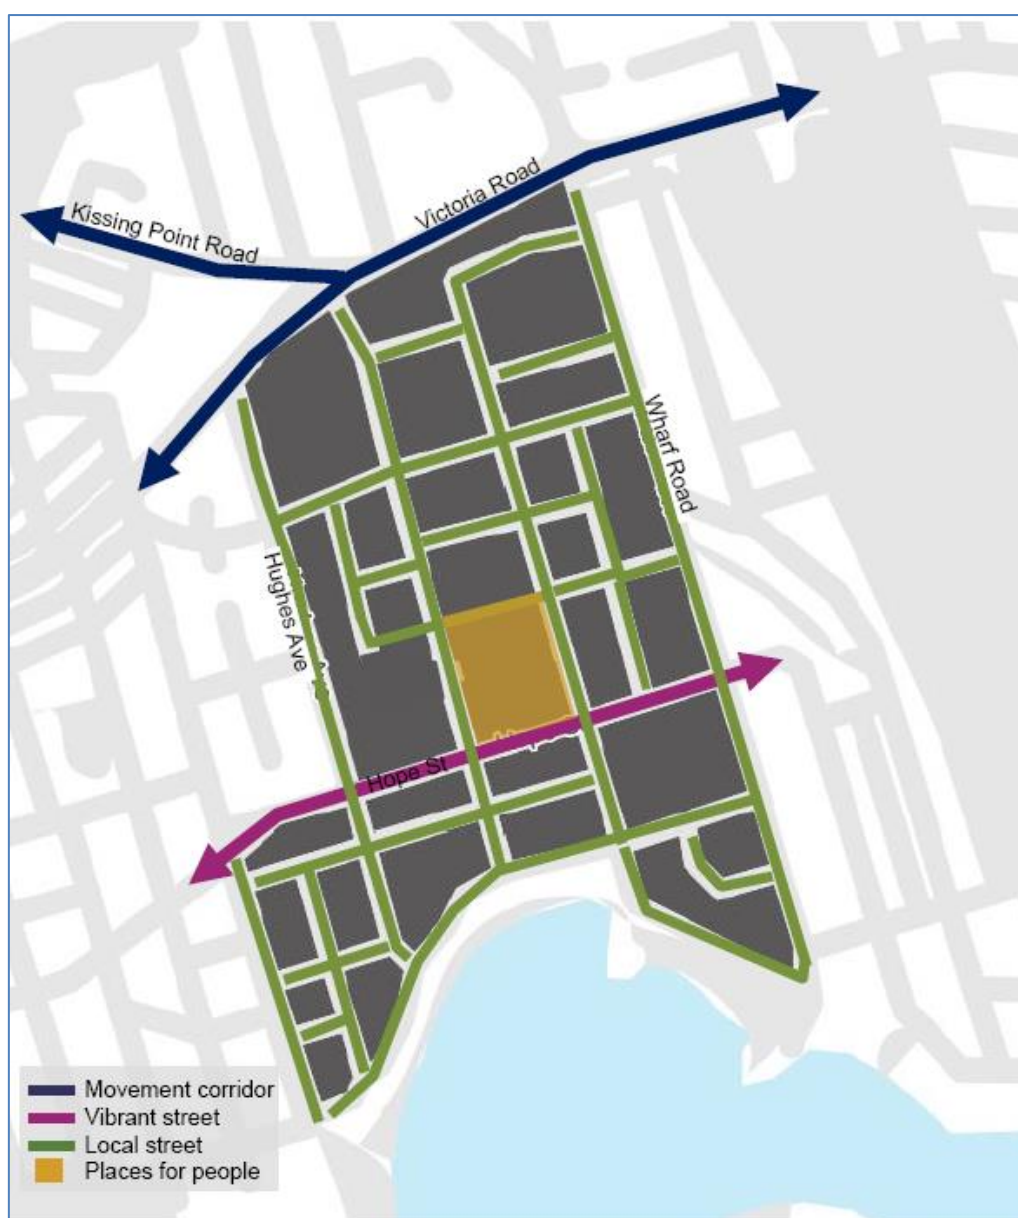 Victoria Road
Kissing Point Road
Wharf Road
Hughes Ave
Hope St
Movement corridor
Vibrant street
Local street
Places for people